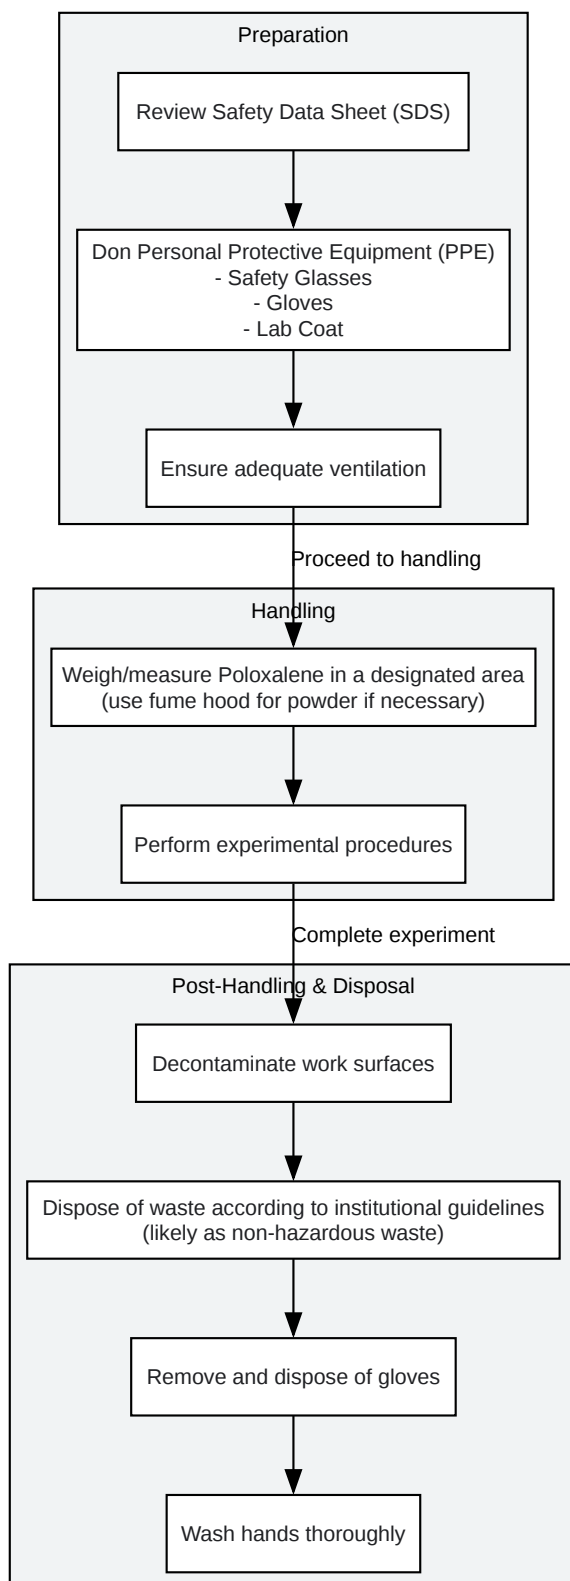 Preparation
Review Safety Data Sheet (SDS)
Don Personal Protective Equipment (PPE)
- Safety Glasses
- Gloves
- Lab Coat
Ensure adequate ventilation
Proceed to handling
Handling
Weigh/measure Poloxalene in a designated area
(use fume hood for powder if necessary)
Perform experimental procedures
Complete experiment
Post-Handling & Disposal
Decontaminate work surfaces
Dispose of waste according to institutional guidelines
(likely as non-hazardous waste)
Remove and dispose of gloves
Wash hands thoroughly